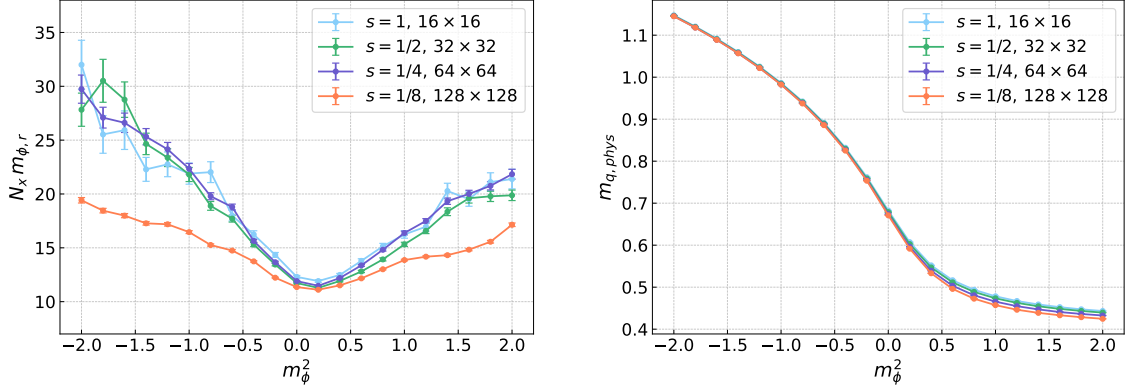 35
30
25
20
15
10
N_x m_{ϕ,r}
−2.0 −1.5 −1.0 −0.5 0.0 0.5 1.0 1.5 2.0
m_ϕ^2
s = 1, 16 × 16
s = 1/2, 32 × 32
s = 1/4, 64 × 64
s = 1/8, 128 × 128
1.1
1.0
0.9
0.8
0.7
0.6
0.5
0.4
m_{q,phys}
−2.0 −1.5 −1.0 −0.5 0.0 0.5 1.0 1.5 2.0
m_ϕ^2
s = 1, 16 × 16
s = 1/2, 32 × 32
s = 1/4, 64 × 64
s = 1/8, 128 × 128